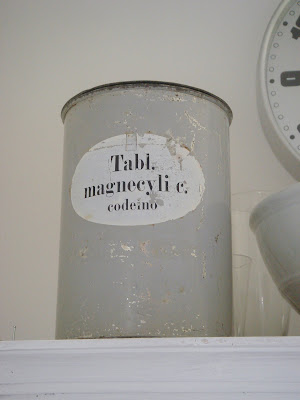 Tabl.
magnecyli c.
codeino